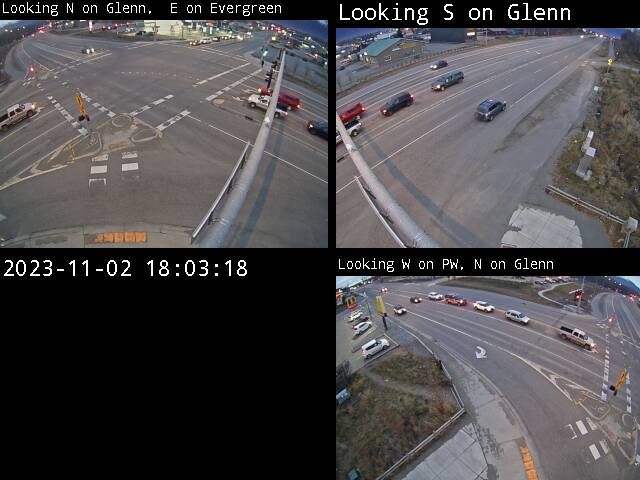 Looking N on Glenn,  E on Evergreen
Looking S on Glenn
2023-11-02 18:03:18
Looking W on PW, N on Glenn